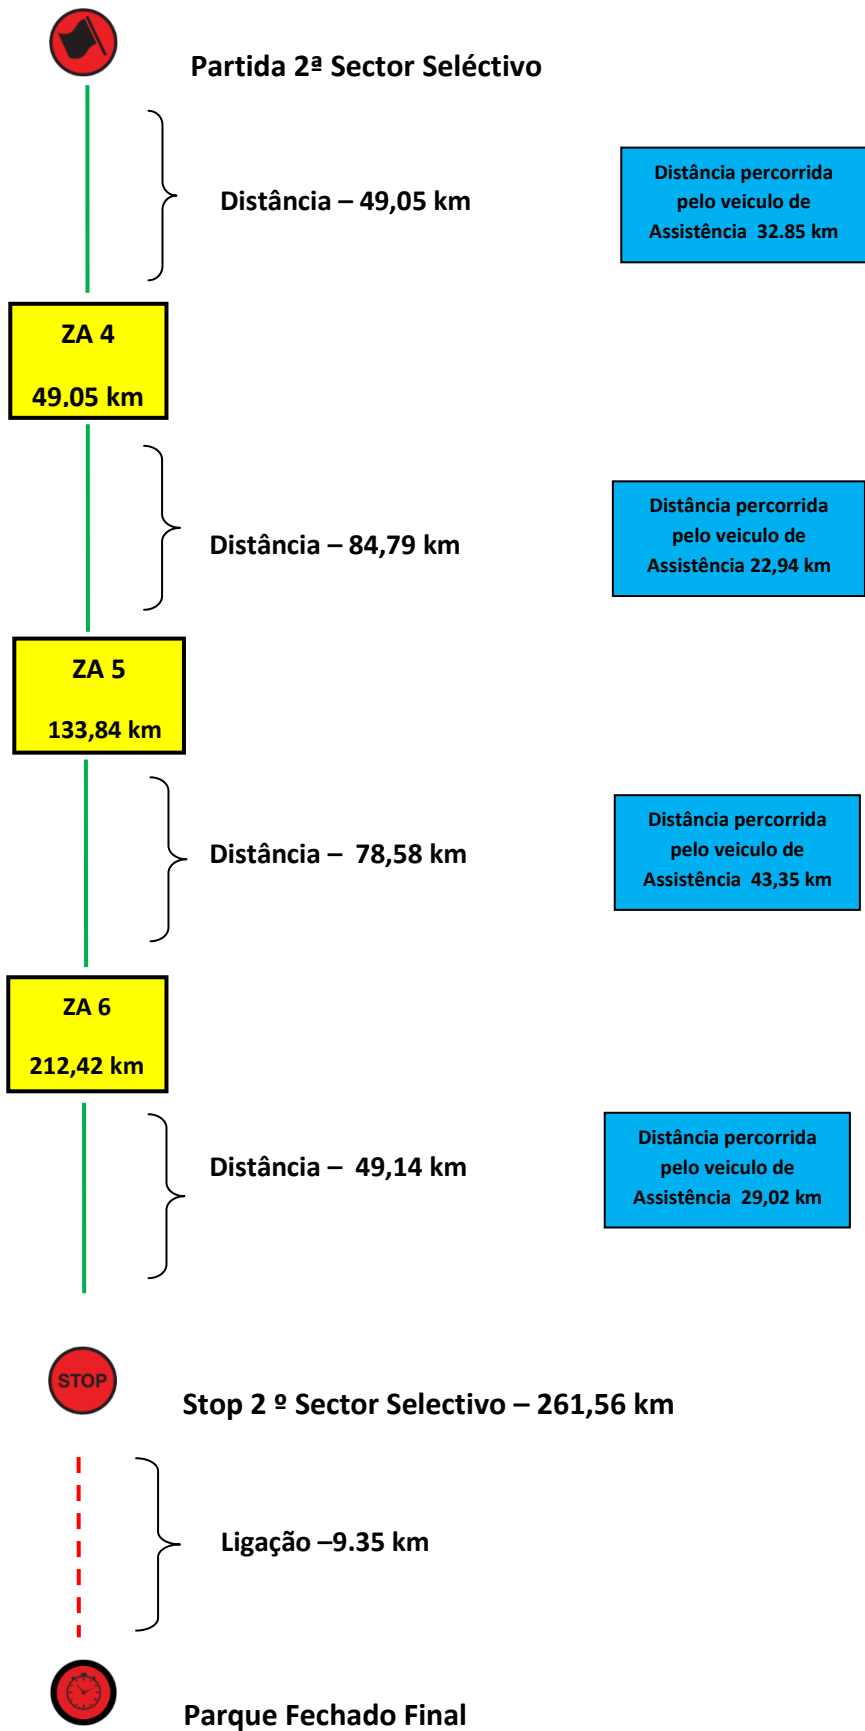 Partida 2ª Sector Seléctivo
Distância – 49,05 km
Distância percorrida
pelo veiculo de
Assistência 32.85 km
ZA 4
49,05 km
Distância – 84,79 km
Distância percorrida
pelo veiculo de
Assistência 22,94 km
ZA 5
133,84 km
Distância – 78,58 km
Distância percorrida
pelo veiculo de
Assistência 43,35 km
ZA 6
212,42 km
Distância – 49,14 km
Distância percorrida
pelo veiculo de
Assistência 29,02 km
STOP
Stop 2 º Sector Selectivo – 261,56 km
Ligação –9.35 km
Parque Fechado Final